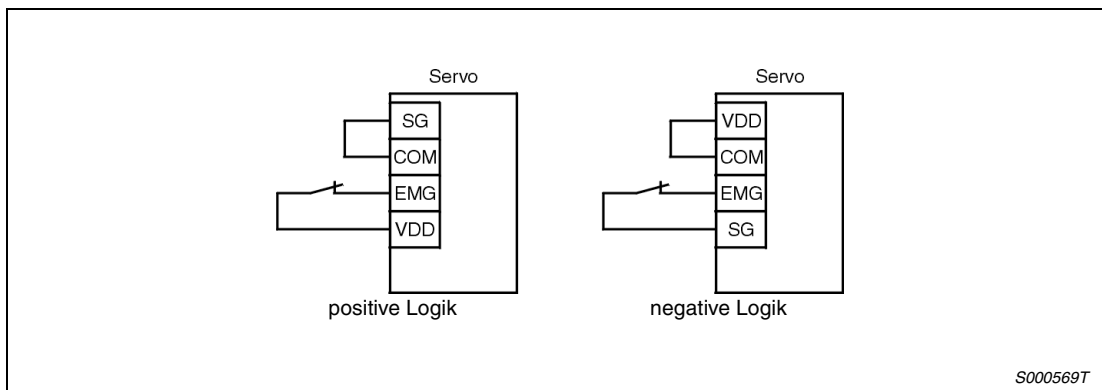 Servo
SG
COM
EMG
VDD
positive Logik
Servo
VDD
COM
EMG
SG
negative Logik
S000569T